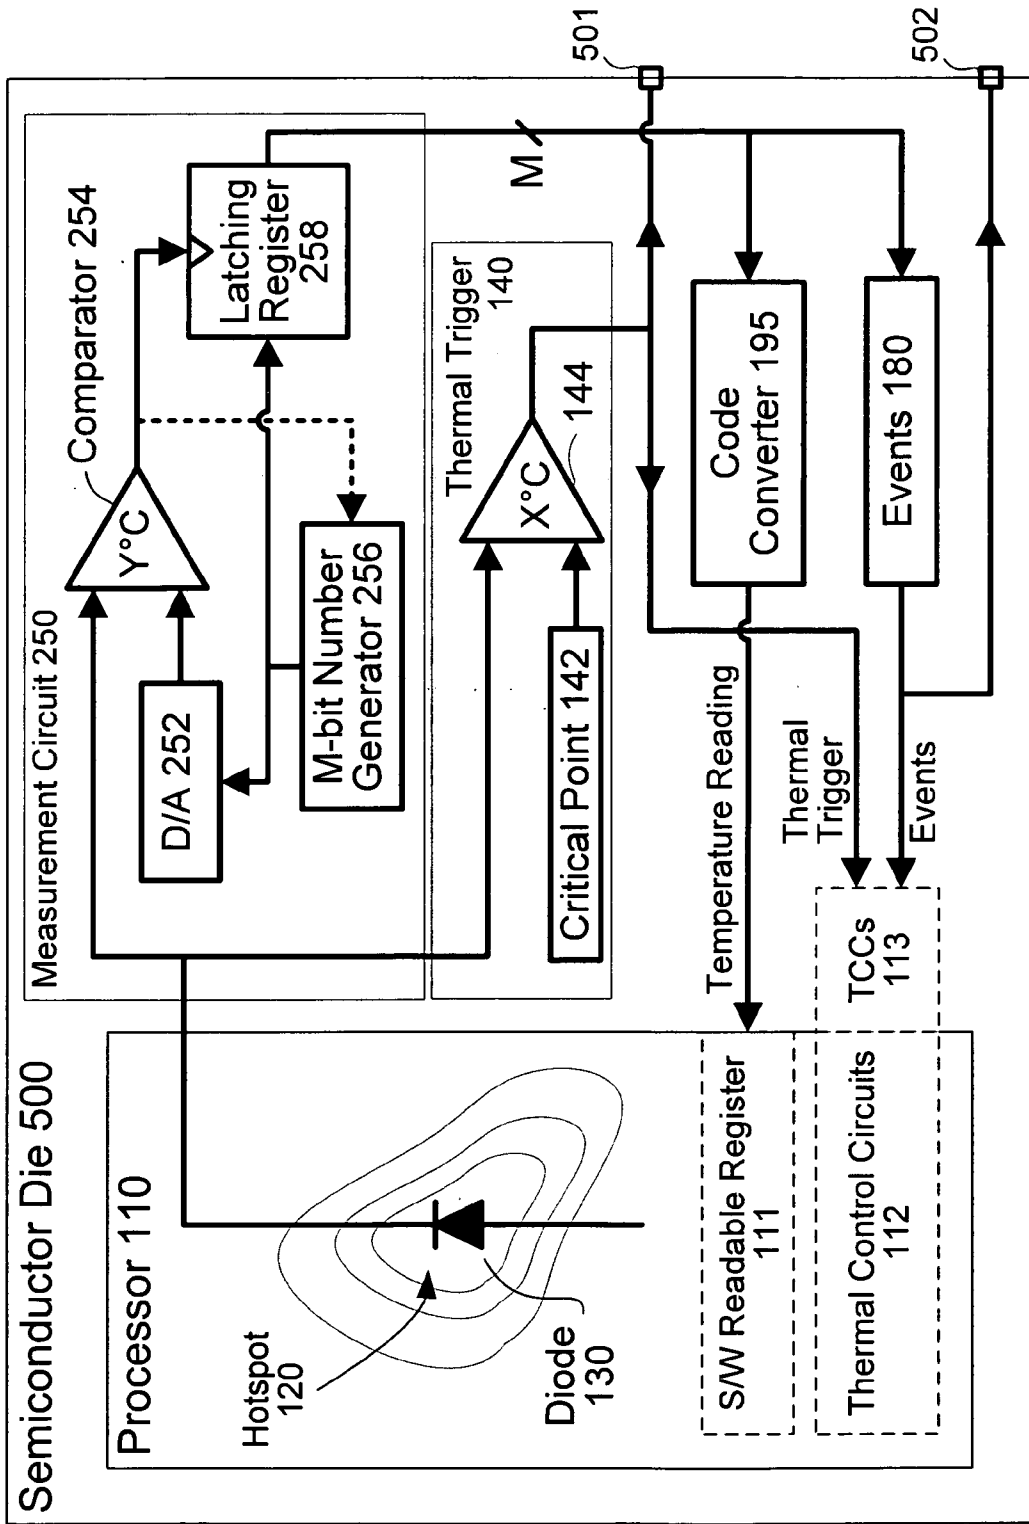 Semiconductor Die 500
Processor 110
Hotspot
120
Diode
130
S/W Readable Register
111
Thermal Control Circuits
112
TCCs
113
Measurement Circuit 250
D/A 252
M-bit Number
Generator 256
Y°C
Comparator 254
Latching
Register
258
Thermal Trigger
140
Critical Point 142
X°C
144
M
Code
Converter 195
Events 180
Temperature Reading
Thermal
Trigger
Events
501
502